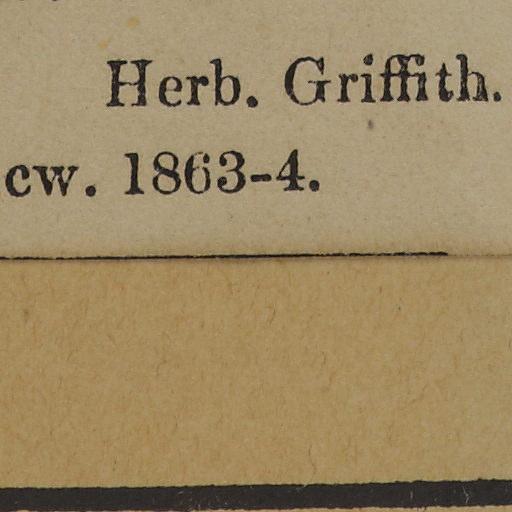 Herb. Griffith.
cw. 1863-4.